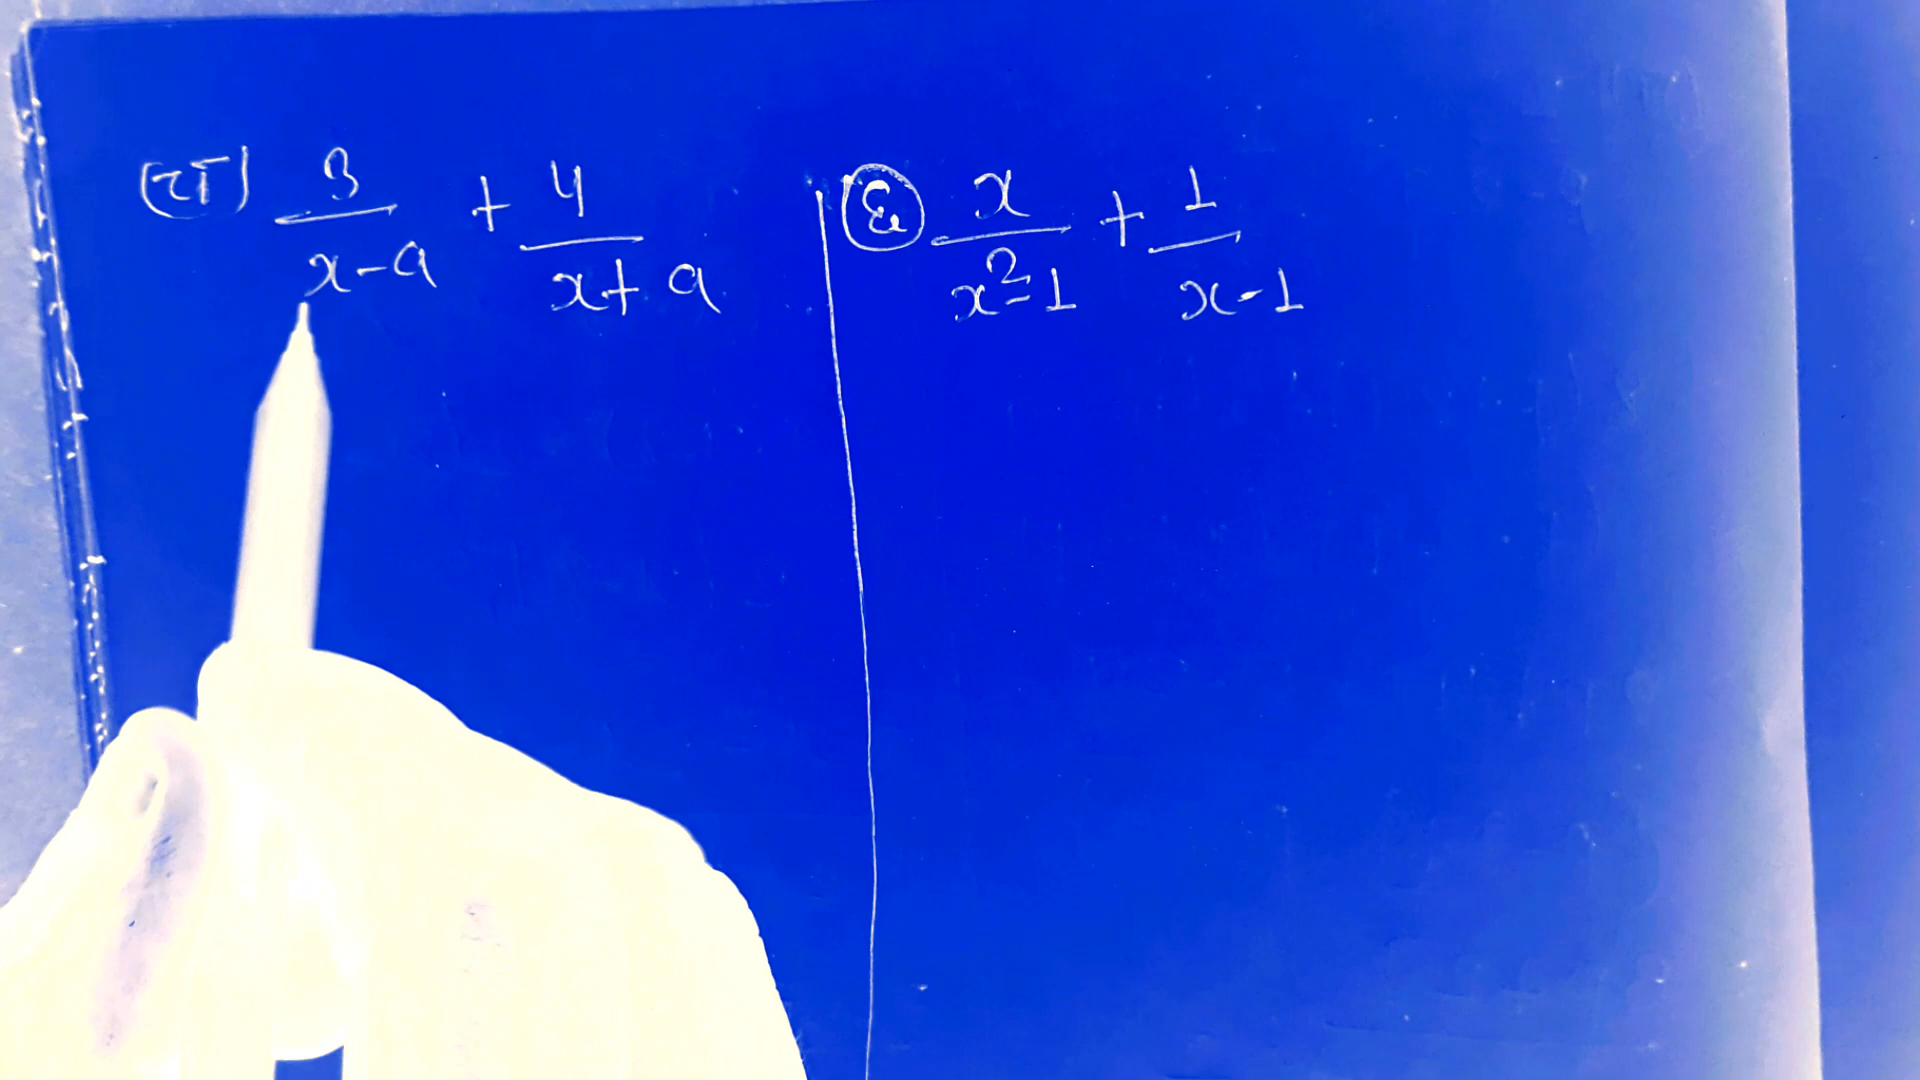 (रा) 3/(x-a) + 4/(x+a)
(ध) x/(x²-1) + 1/(x-1)